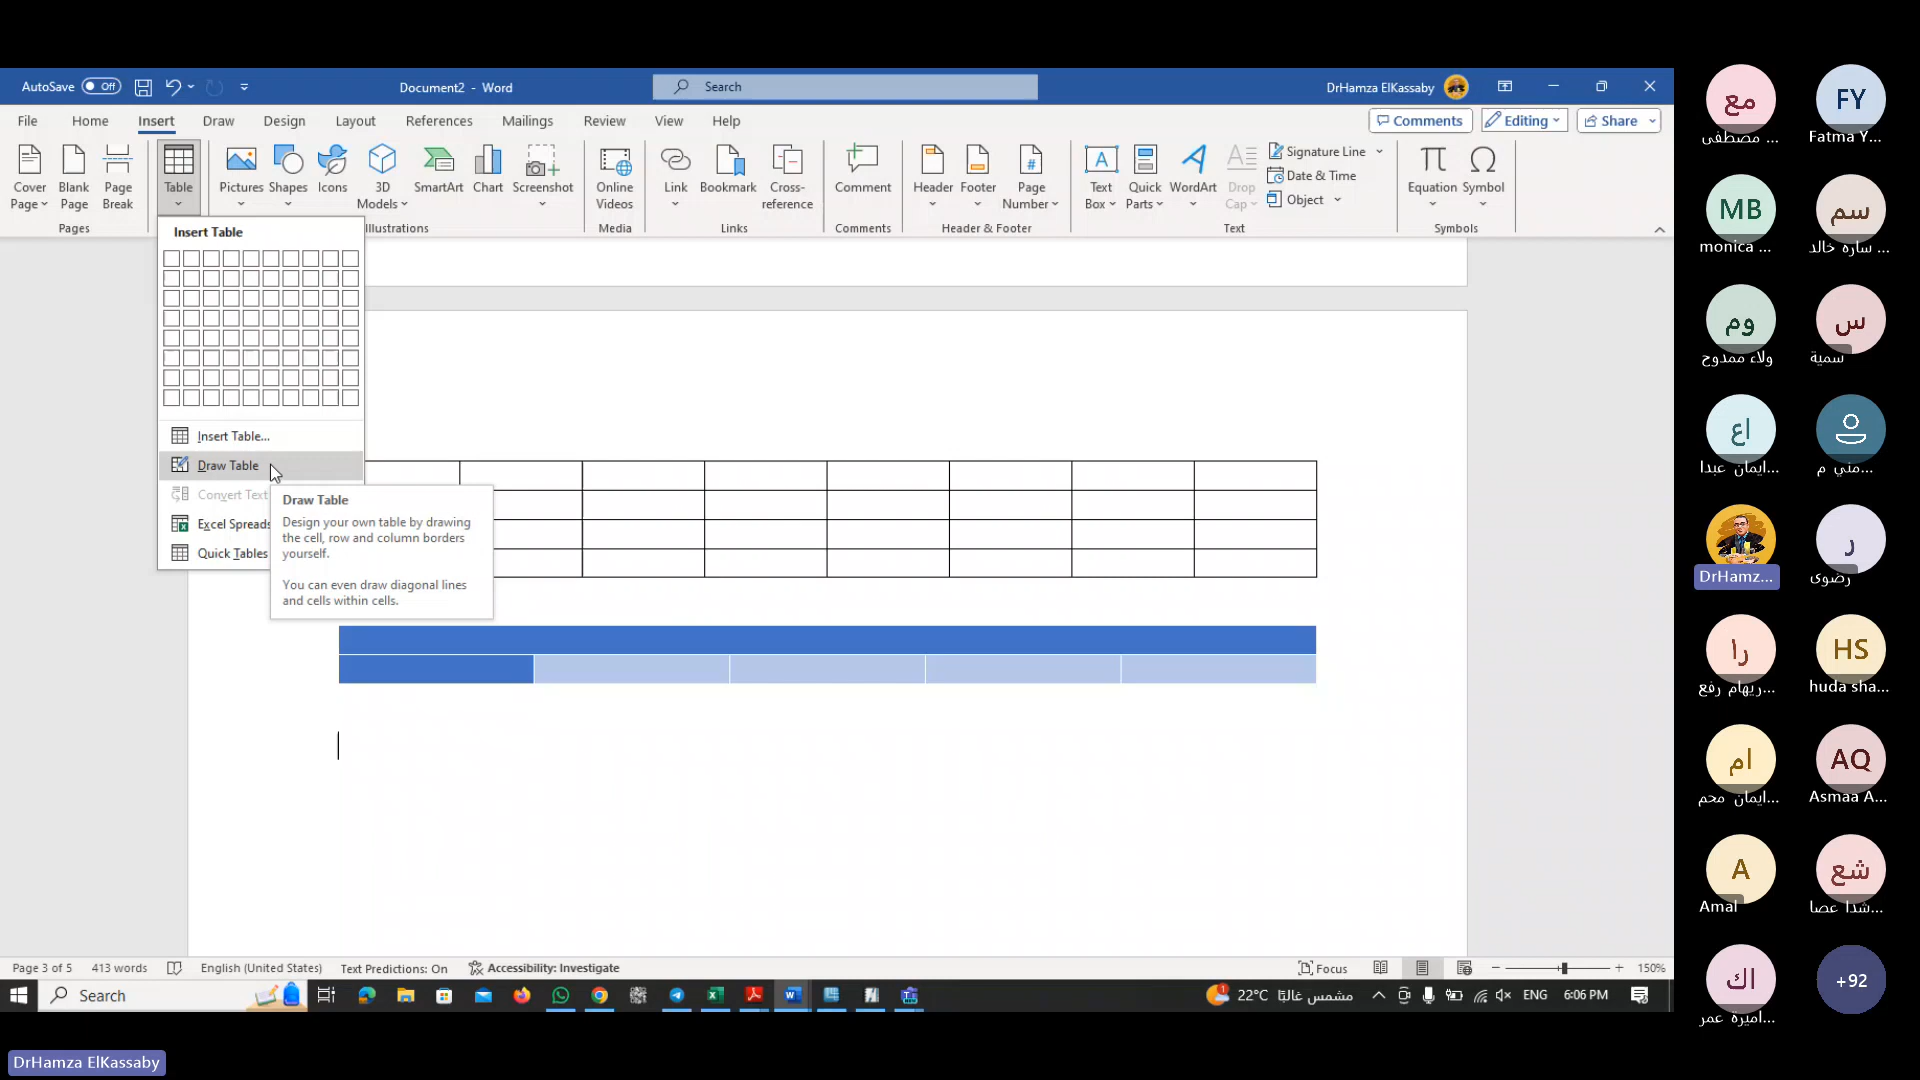 AutoSave Off
Document2 - Word
Search
DrHamza ElKassaby
File Home Insert Draw Design Layout References Mailings Review View Help
Comments Editing Share
Cover Page
Blank Page
Page Break
Pages
Table
Pictures
Shapes
Icons
3D Models
SmartArt
Chart
Screenshot
Illustrations
Online Videos
Media
Link
Bookmark
Cross-reference
Links
Comment
Comments
Header
Footer
Page Number
Header & Footer
Text Box
Quick Parts
WordArt
Drop Cap
Signature Line
Date & Time
Object
Text
Equation
Symbol
Symbols
Insert Table
Insert Table...
Draw Table
Convert Text
Excel Spreads
Quick Tables
Draw Table
Design your own table by drawing
the cell, row and column borders
yourself.
You can even draw diagonal lines
and cells within cells.
Page 3 of 5 413 words English (United States) Text Predictions: On Accessibility: Investigate
Focus 150%
Search
22°C مشمس غالبًا ENG 6:06 PM
مع
مصطفى ...
FY
Fatma Y...
MB
monica ...
سم
ساره خالد ...
وم
ولاء ممدوح
س
سمية
اع
ايمان عبدا...
مني م...
DrHamz...
ر
رضوى
را
ريهام رفع...
HS
huda sha...
ام
ايمان محم...
AQ
Asmaa A...
A
Amal
شع
شدا عصا...
اك
اميرة عمر...
+92
DrHamza ElKassaby